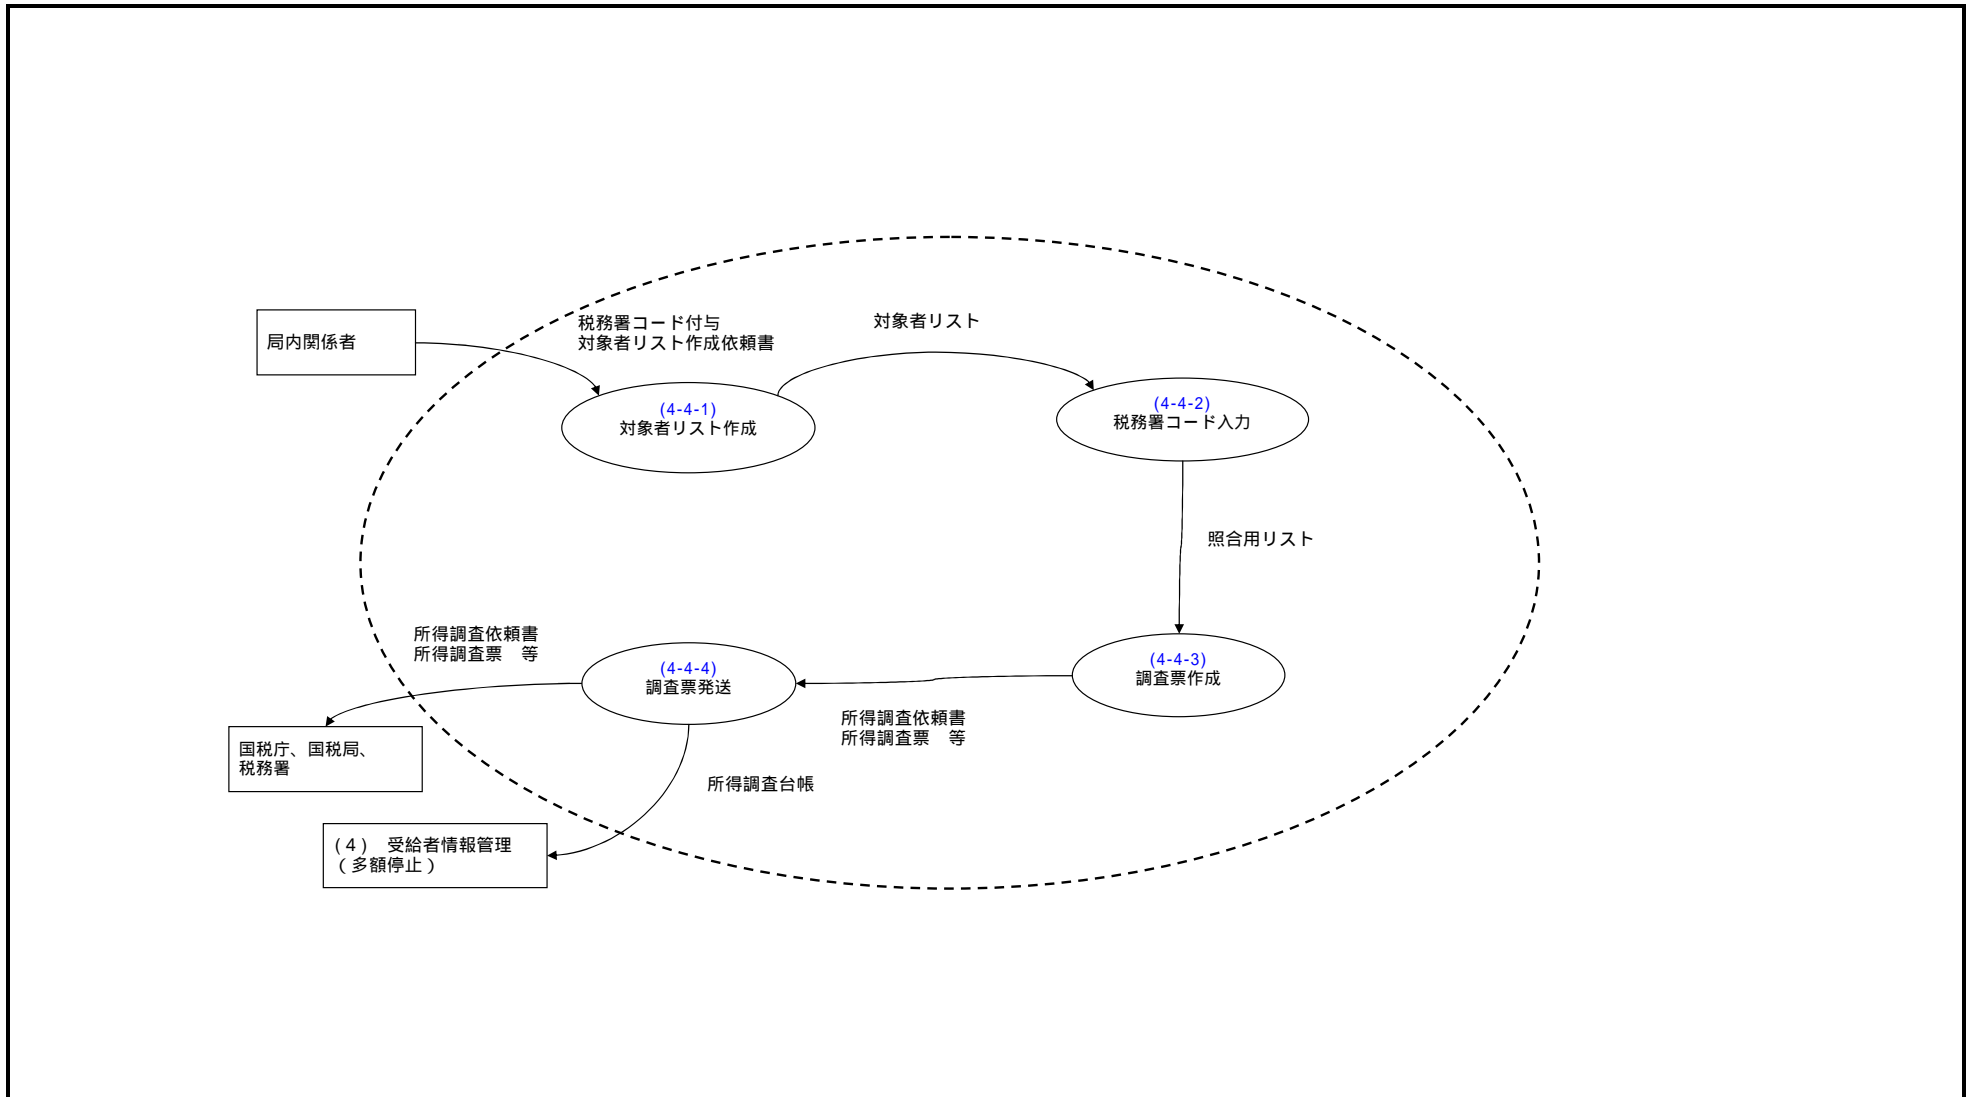 局内関係者
税務署コード付与
対象者リスト作成依頼書
対象者リスト
(4-4-1)
対象者リスト作成
(4-4-2)
税務署コード入力
照合用リスト
所得調査依頼書
所得調査票　等
(4-4-4)
調査票発送
(4-4-3)
調査票作成
所得調査依頼書
所得調査票　等
国税庁、国税局、
税務署
所得調査台帳
(４)　受給者情報管理
（多額停止）